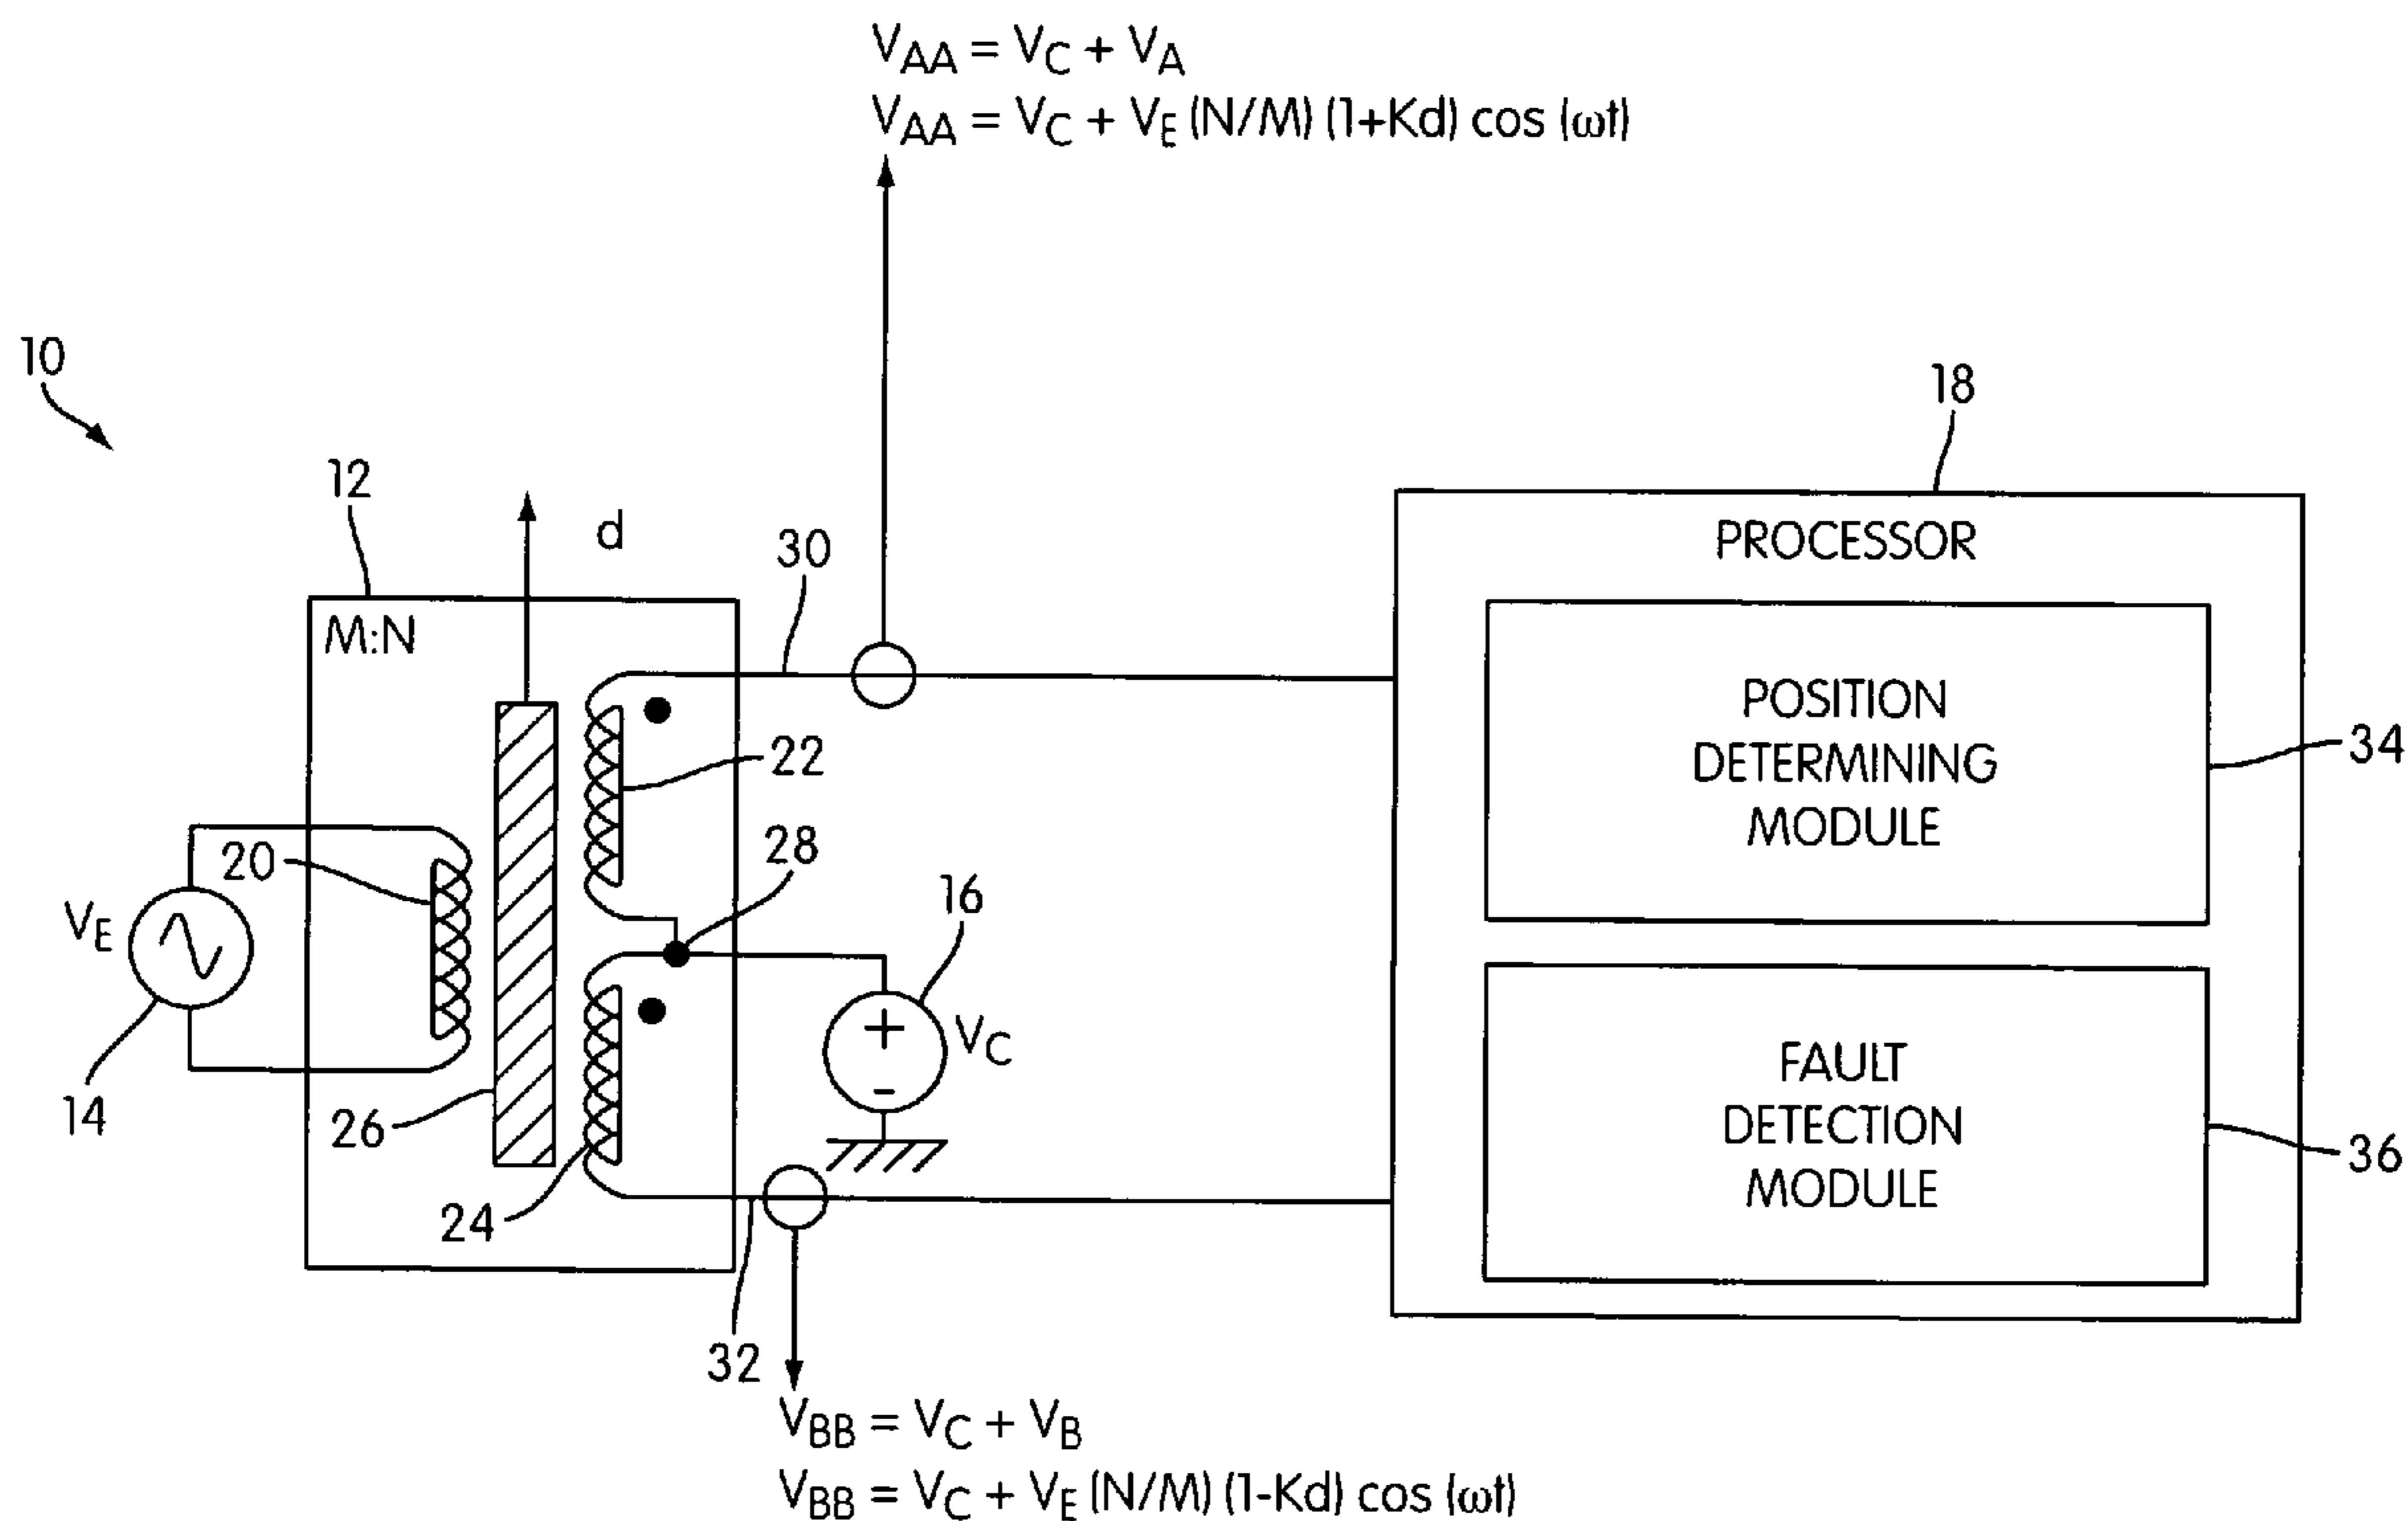 V_AA = V_C + V_A
V_AA = V_C + V_E (N/M) (1+Kd) cos (ωt)
10
18
12
d
30
PROCESSOR
M:N
POSITION
DETERMINING
MODULE
34
22
28
20
16
V_E
V_C
FAULT
DETECTION
MODULE
14
26
24
36
32
V_BB = V_C + V_B
V_BB = V_C + V_E (N/M) (1-Kd) cos (ωt)